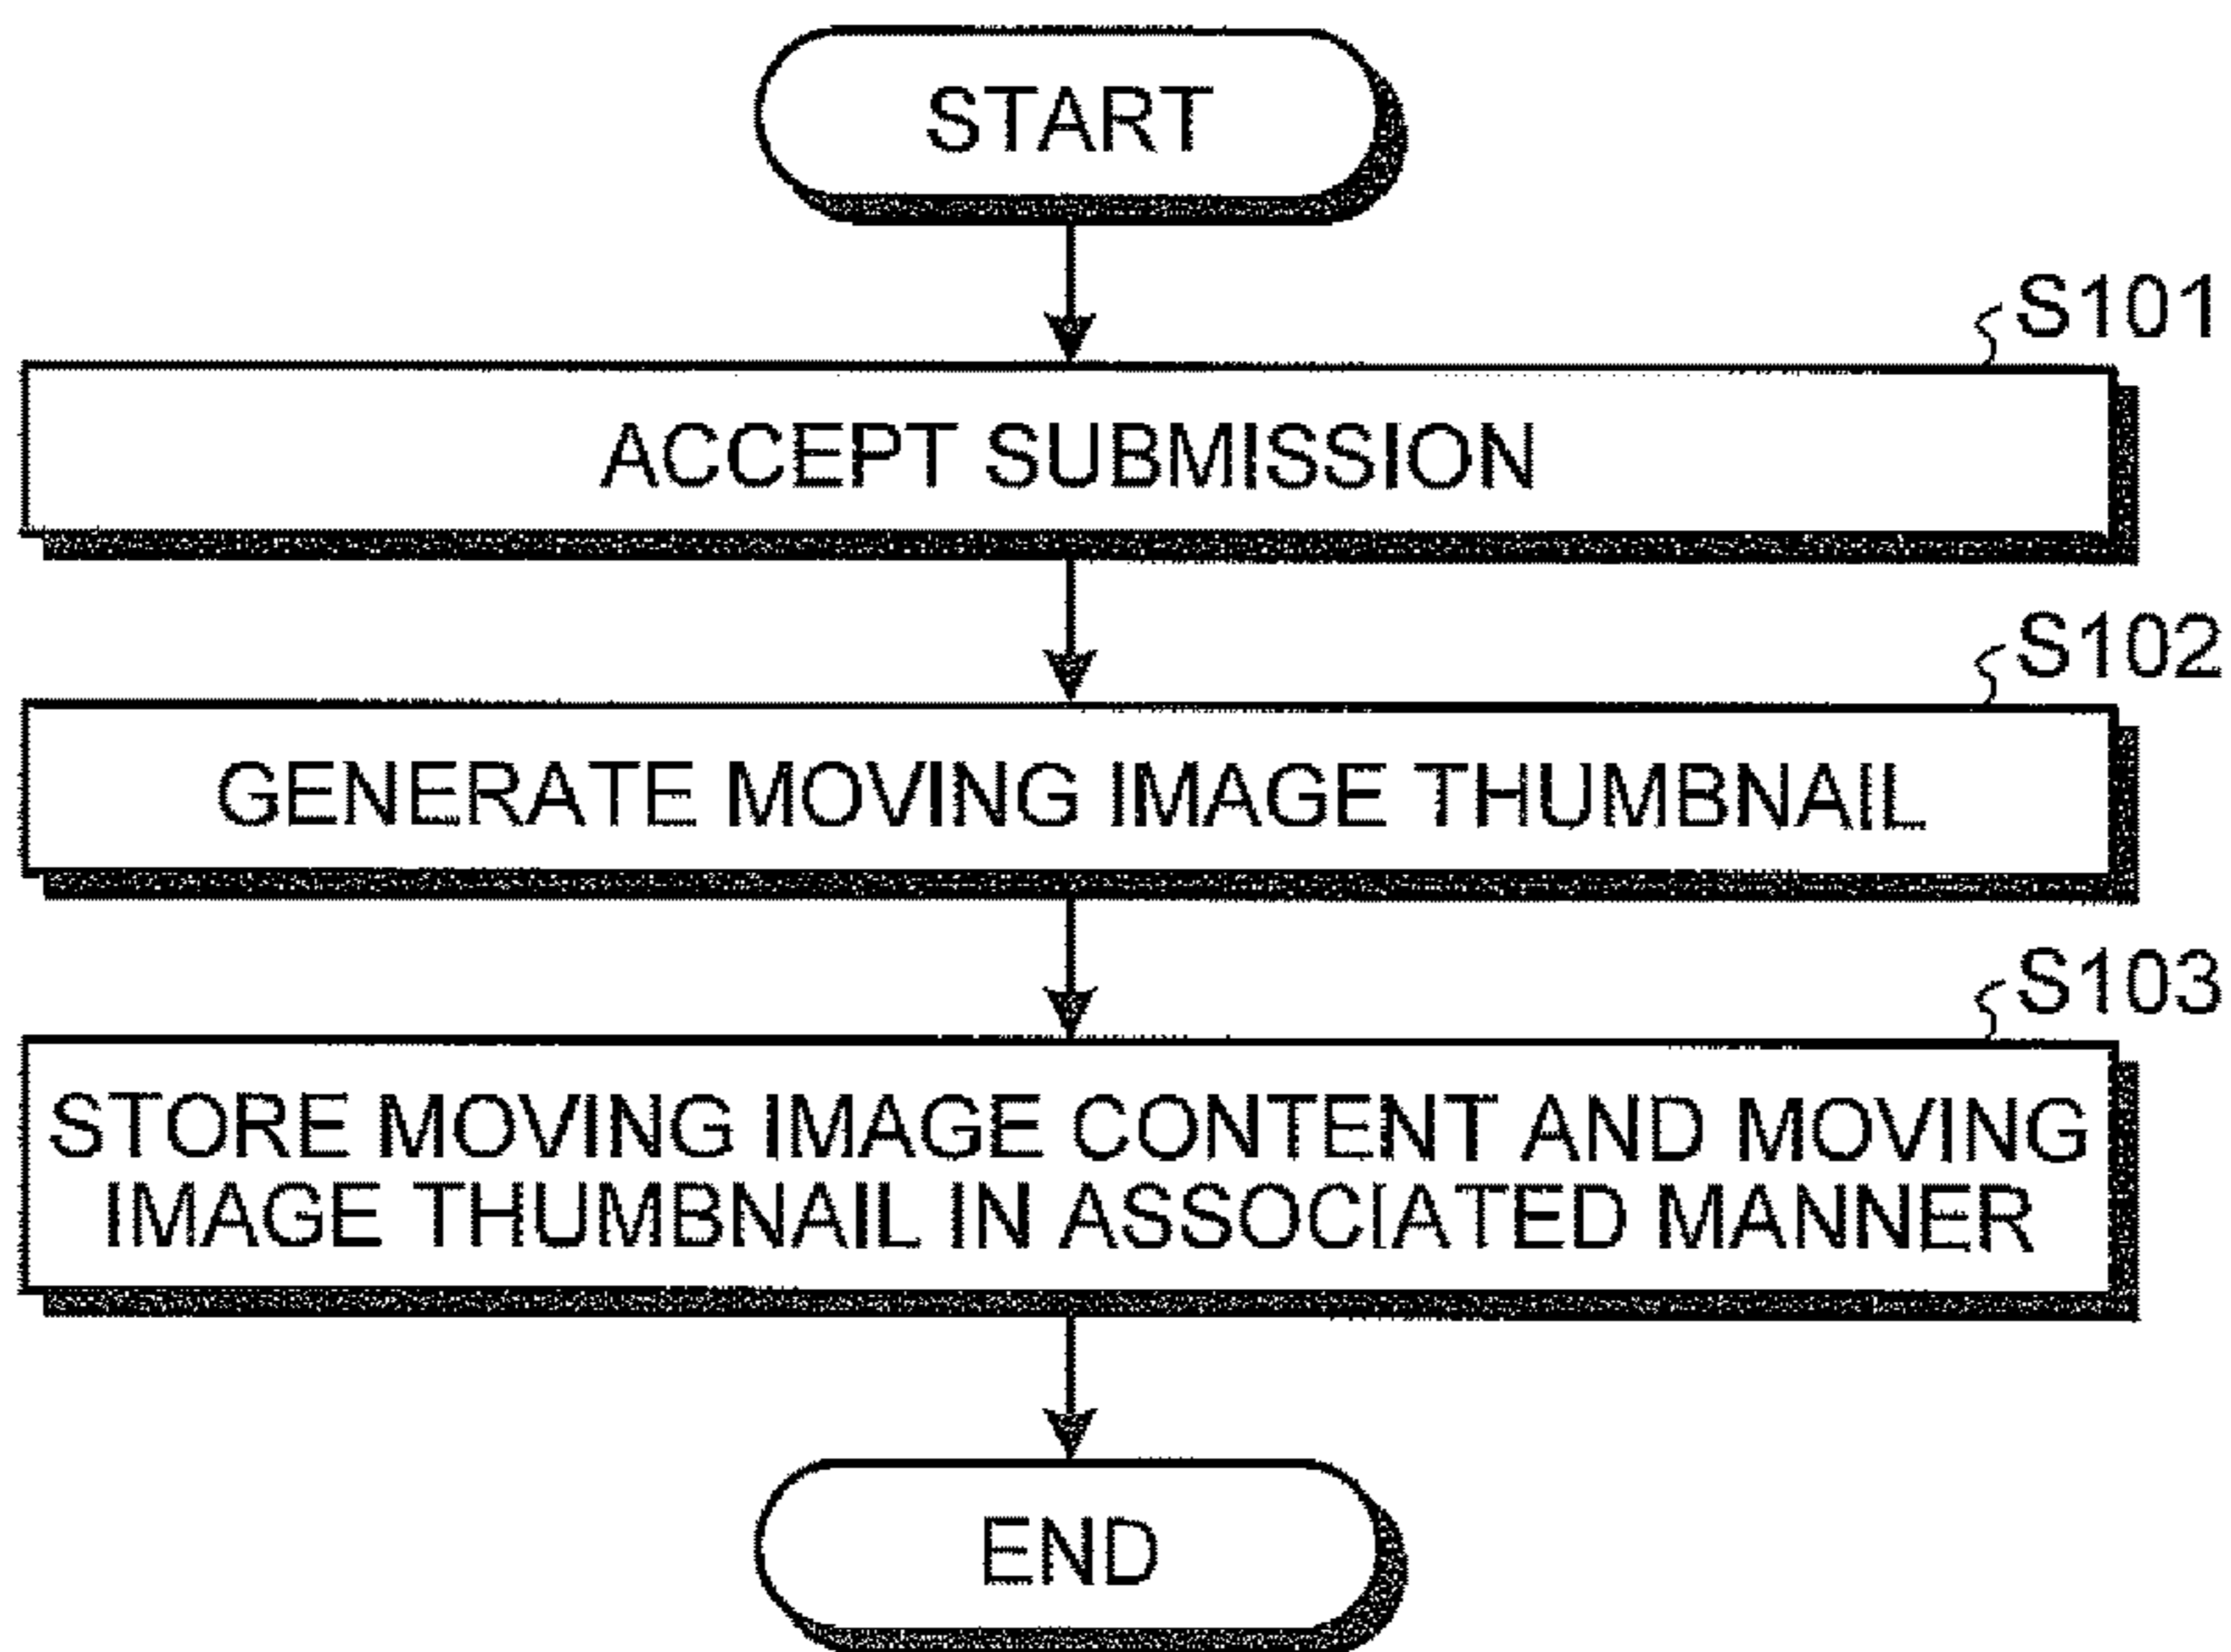 START
S101
ACCEPT SUBMISSION
S102
GENERATE MOVING IMAGE THUMBNAIL
S103
STORE MOVING IMAGE CONTENT AND MOVING
IMAGE THUMBNAIL IN ASSOCIATED MANNER
END